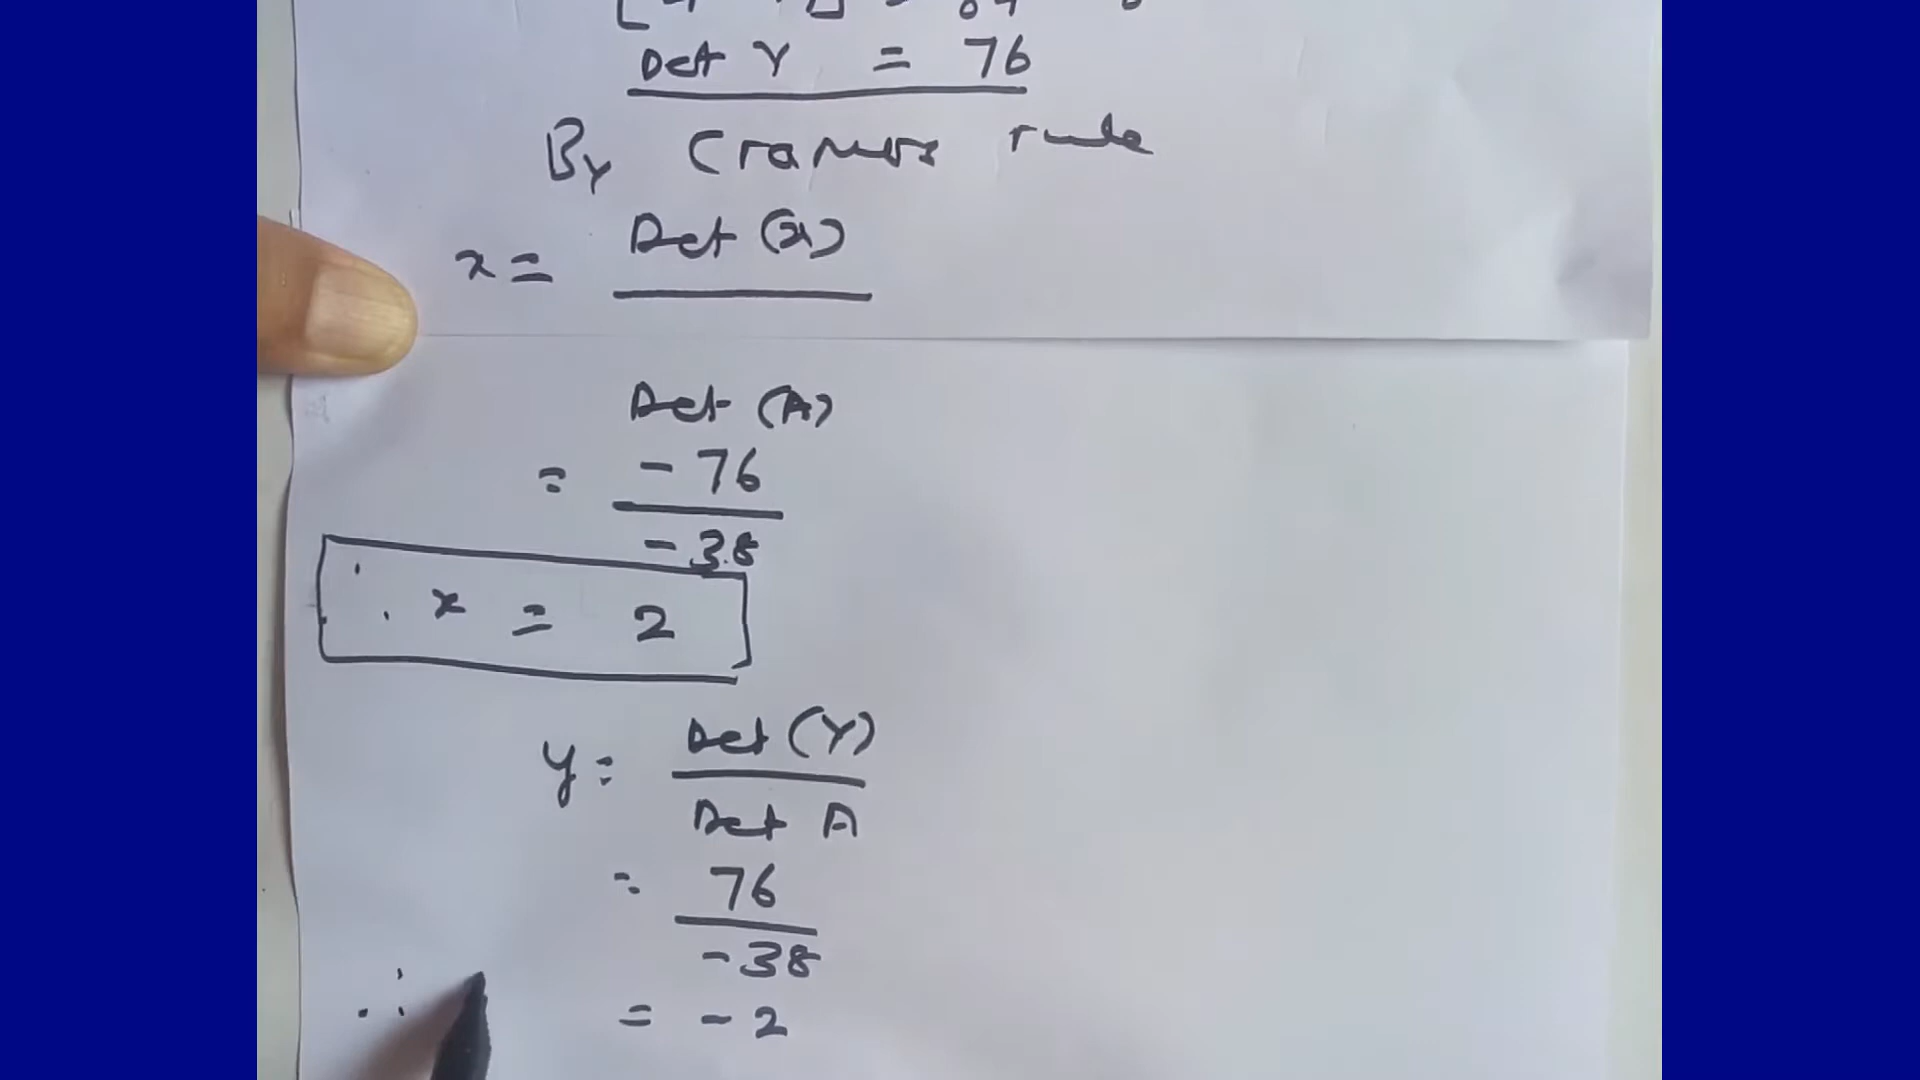 Det Y = 76
By Cramers rule
x = Det (x)
Det (A)
= - 76
- 38
∴ x = 2
y = Det (Y)
Det A
= 76
- 38
∴ = - 2